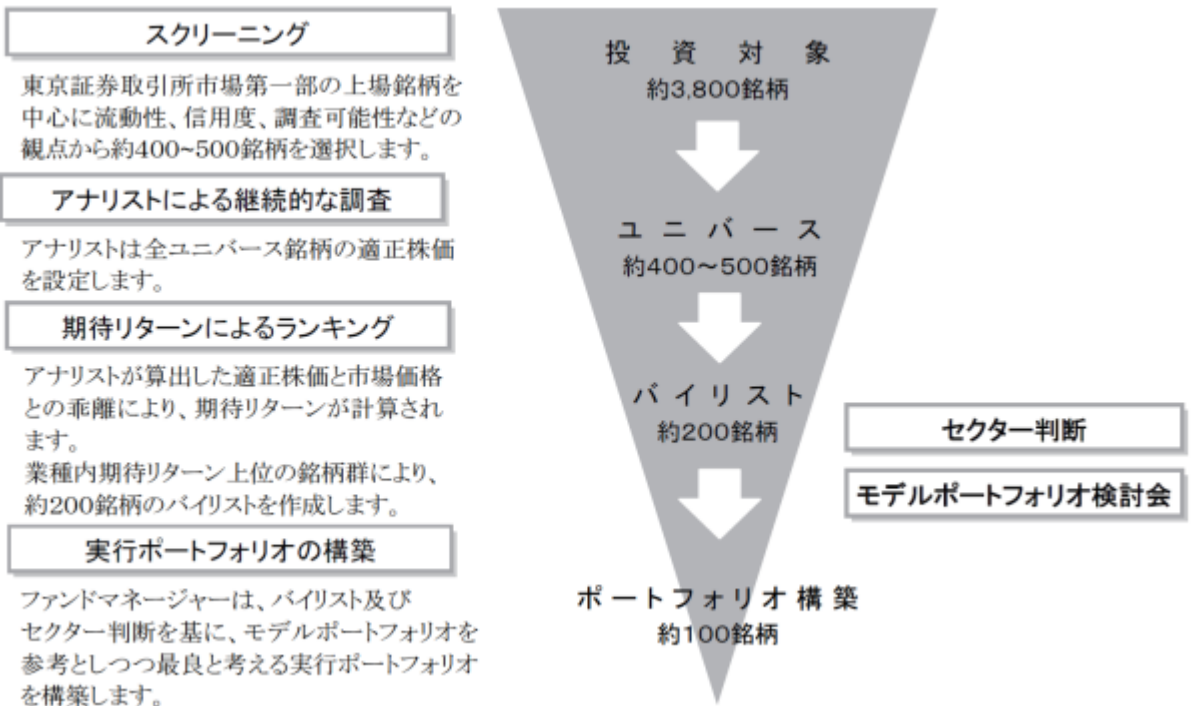 スクリーニング
東京証券取引所市場第一部の上場銘柄を
中心に流動性、信用度、調査可能性などの
観点から約400~500銘柄を選択します。
アナリストによる継続的な調査
アナリストは全ユニバース銘柄の適正株価
を設定します。
期待リターンによるランキング
アナリストが算出した適正株価と市場価格
との乖離により、期待リターンが計算され
ます。
業種内期待リターン上位の銘柄群により、
約200銘柄のバイリストを作成します。
実行ポートフォリオの構築
ファンドマネージャーは、バイリスト及び
セクター判断を基に、モデルポートフォリオを
参考としつつ最良と考える実行ポートフォリオ
を構築します。
投資対象
約3,800銘柄
ユニバース
約400～500銘柄
バイリスト
約200銘柄
セクター判断
モデルポートフォリオ検討会
ポートフォリオ構築
約100銘柄